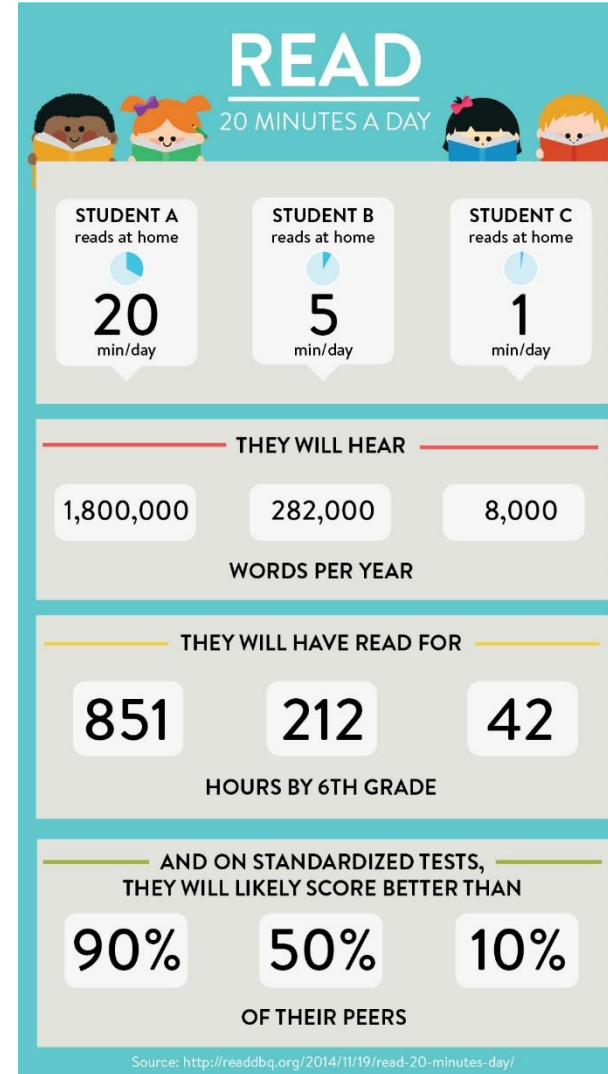 READ
20 MINUTES A DAY
STUDENT A
reads at home
20
min/day
STUDENT B
reads at home
5
min/day
STUDENT C
reads at home
1
min/day
THEY WILL HEAR
1,800,000 282,000 8,000
WORDS PER YEAR
THEY WILL HAVE READ FOR
851 212 42
HOURS BY 6TH GRADE
AND ON STANDARDIZED TESTS,
THEY WILL LIKELY SCORE BETTER THAN
90% 50% 10%
OF THEIR PEERS
Source: http://readdbq.org/2014/11/19/read-20-minutes-day/